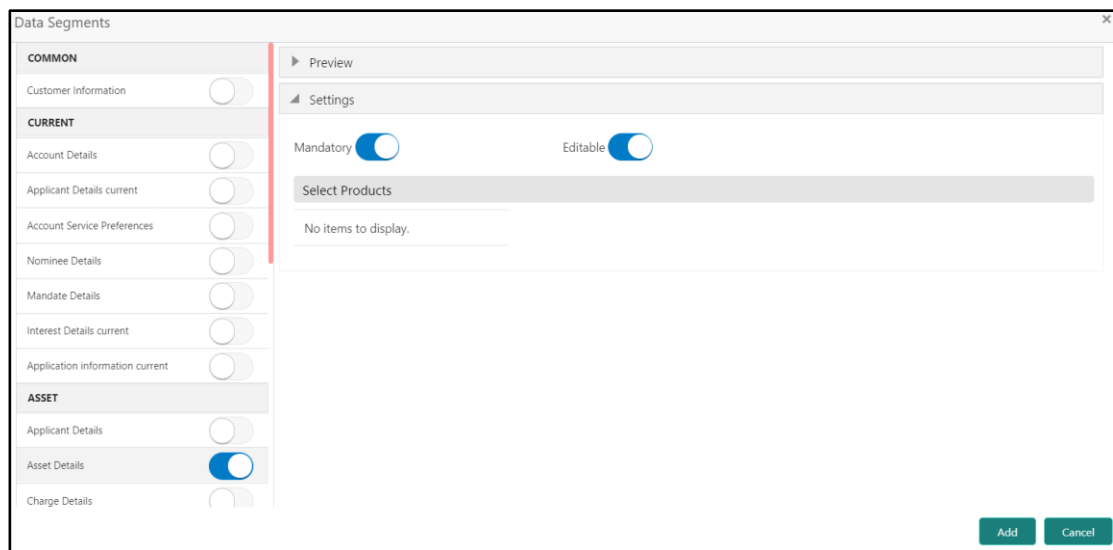 Data Segments
×
COMMON
Customer Information
CURRENT
Account Details
Applicant Details current
Account Service Preferences
Nominee Details
Mandate Details
Interest Details current
Application information current
ASSET
Applicant Details
Asset Details
Charge Details
Preview
Settings
Mandatory
Editable
Select Products
No items to display.
Add
Cancel